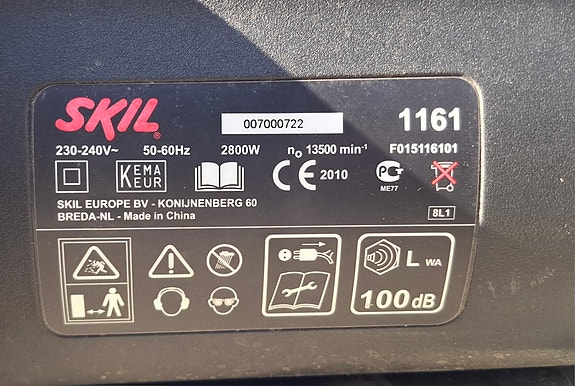 SKIL®
007000722
1161
230-240V~ 50-60Hz 2800W n₀ 13500 min⁻¹ F015116101
KEMA
KEUR
CE 2010
ME77
SKIL EUROPE BV - KONIJNENBERG 60
BREDA-NL - Made in China
8L1
L WA
100dB